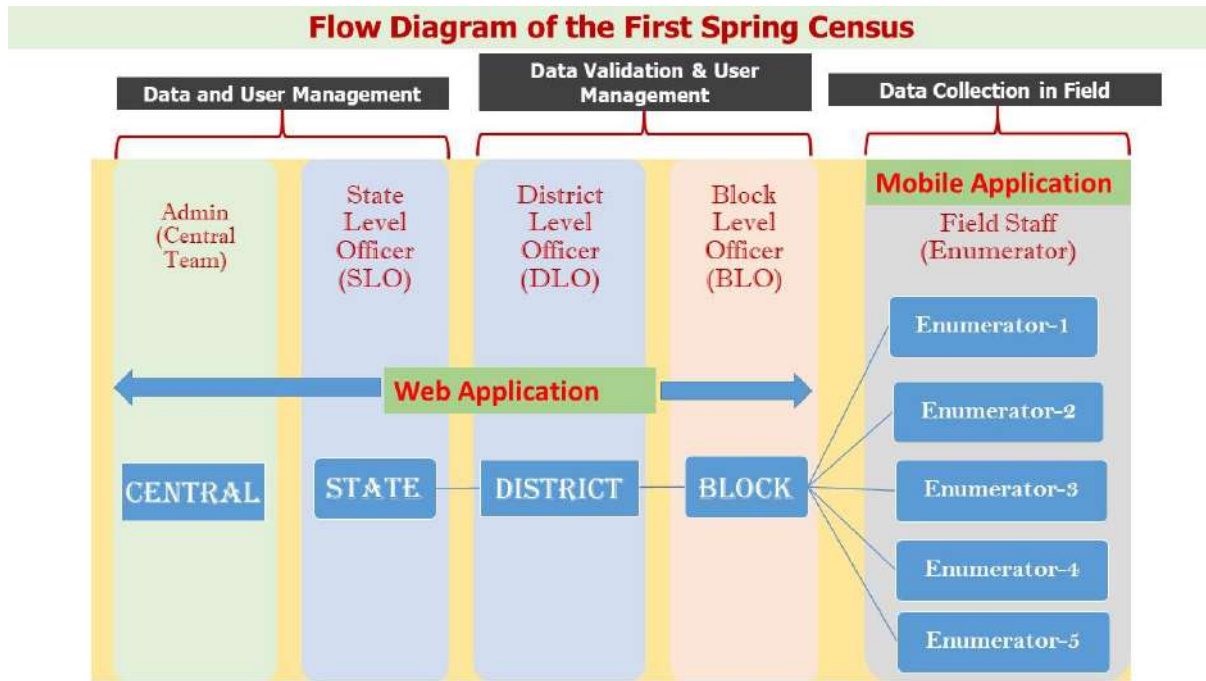 Flow Diagram of the First Spring Census
Data and User Management
Data Validation & User
Management
Data Collection in Field
Admin
(Central
Team)
State
Level
Officer
(SLO)
District
Level
Officer
(DLO)
Block
Level
Officer
(BLO)
Mobile Application
Field Staff
(Enumerator)
Web Application
CENTRAL
STATE
DISTRICT
BLOCK
Enumerator-1
Enumerator-2
Enumerator-3
Enumerator-4
Enumerator-5